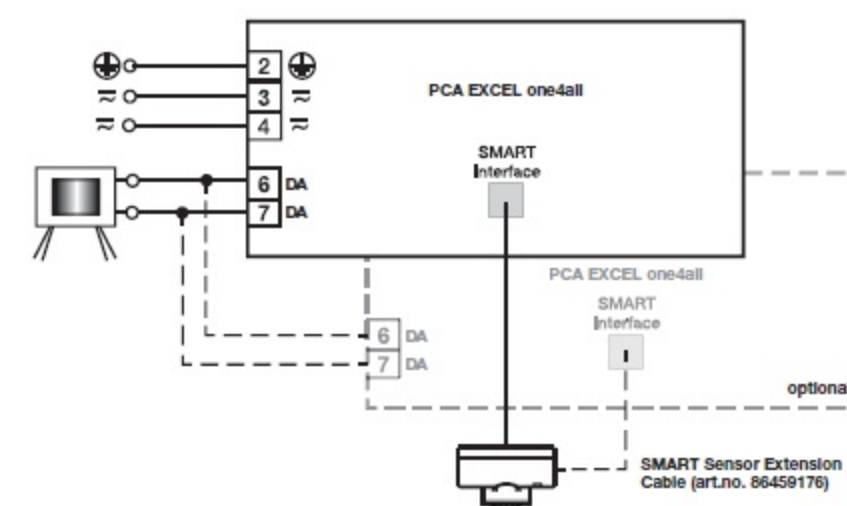 2
PCA EXCEL one4all
3
4
SMART
Interface
6 DA
7 DA
PCA EXCEL one4all
SMART
Interface
6 DA
7 DA
optiona
SMART Sensor Extension
Cable (art.no. 86459176)